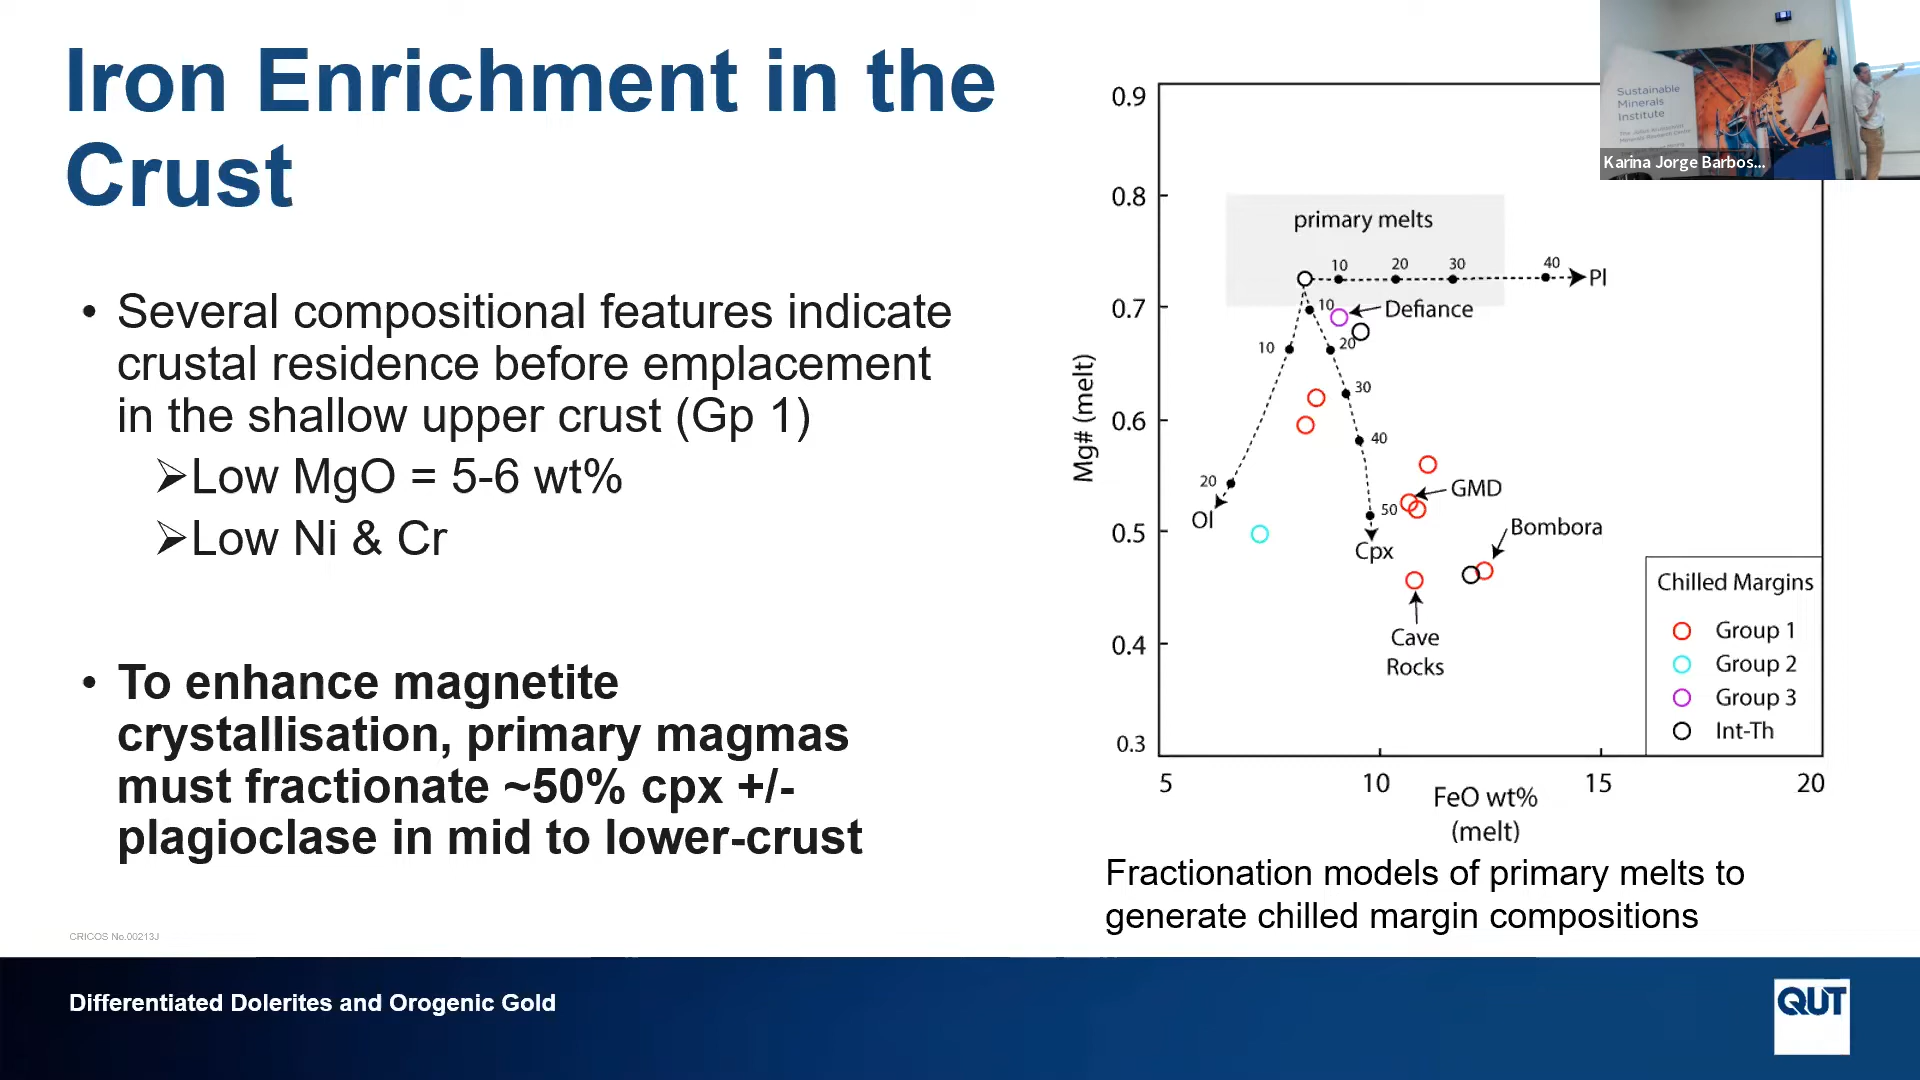 Iron Enrichment in the
Crust
• Several compositional features indicate
crustal residence before emplacement
in the shallow upper crust (Gp 1)
➢Low MgO = 5-6 wt%
➢Low Ni & Cr
• To enhance magnetite
crystallisation, primary magmas
must fractionate ~50% cpx +/-
plagioclase in mid to lower-crust
CRICOS No.00213J
Differentiated Dolerites and Orogenic Gold
QUT
Sustainable
Minerals
Institute
Karina Jorge Barbos...
0.9
0.8
0.7
0.6
0.5
0.4
0.3
Mg# (melt)
primary melts
10 20 30 40 Pl
10 Defiance
10 20
30
40
20 50
Ol
Cpx
GMD
Bombora
Cave
Rocks
Chilled Margins
Group 1
Group 2
Group 3
Int-Th
5 10 15 20
FeO wt%
(melt)
Fractionation models of primary melts to
generate chilled margin compositions